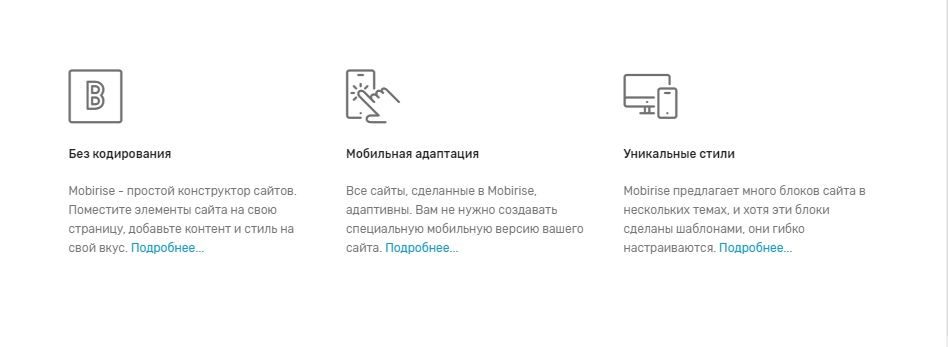 B
Без кодирования
Mobirise - простой конструктор сайтов.
Поместите элементы сайта на свою
страницу, добавьте контент и стиль на
свой вкус. Подробнее...
Мобильная адаптация
Все сайты, сделанные в Mobirise,
адаптивны. Вам не нужно создавать
специальную мобильную версию вашего
сайта. Подробнее...
Уникальные стили
Mobirise предлагает много блоков сайта в
нескольких темах, и хотя эти блоки
сделаны шаблонами, они гибко
настраиваются. Подробнее...